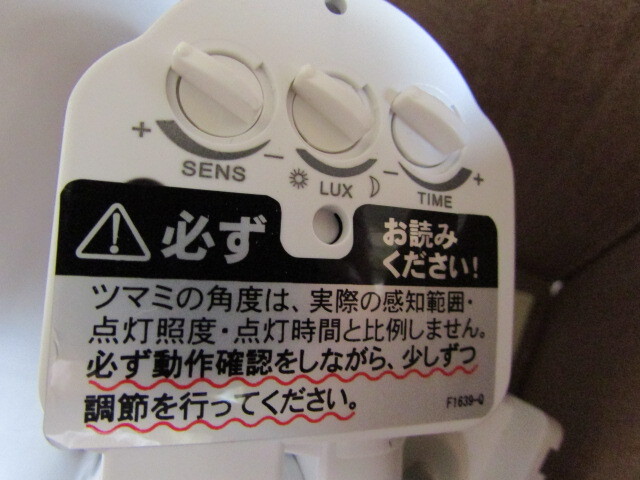 + − − +
SENS LUX TIME
必ず お読み
ください!
ツマミの角度は、実際の感知範囲・
点灯照度・点灯時間と比例しません。
必ず動作確認をしながら、少しずつ
調節を行ってください。
F1639-Q